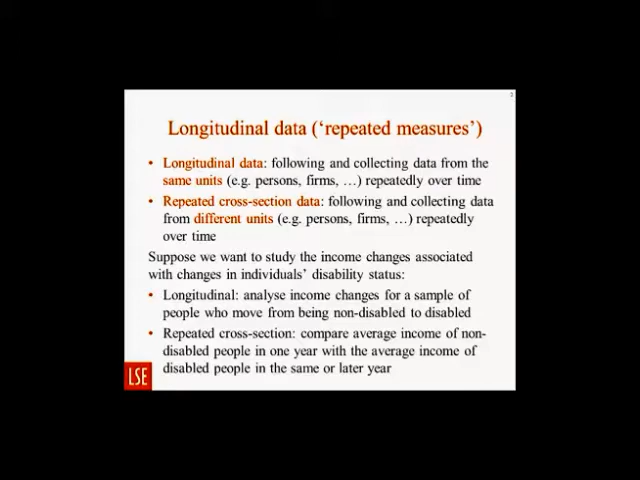 Longitudinal data (‘repeated measures’)
• Longitudinal data: following and collecting data from the
same units (e.g. persons, firms, …) repeatedly over time
• Repeated cross-section data: following and collecting data
from different units (e.g. persons, firms, …) repeatedly
over time
Suppose we want to study the income changes associated
with changes in individuals’ disability status:
• Longitudinal: analyse income changes for a sample of
people who move from being non-disabled to disabled
• Repeated cross-section: compare average income of non-
disabled people in one year with the average income of
disabled people in the same or later year
LSE